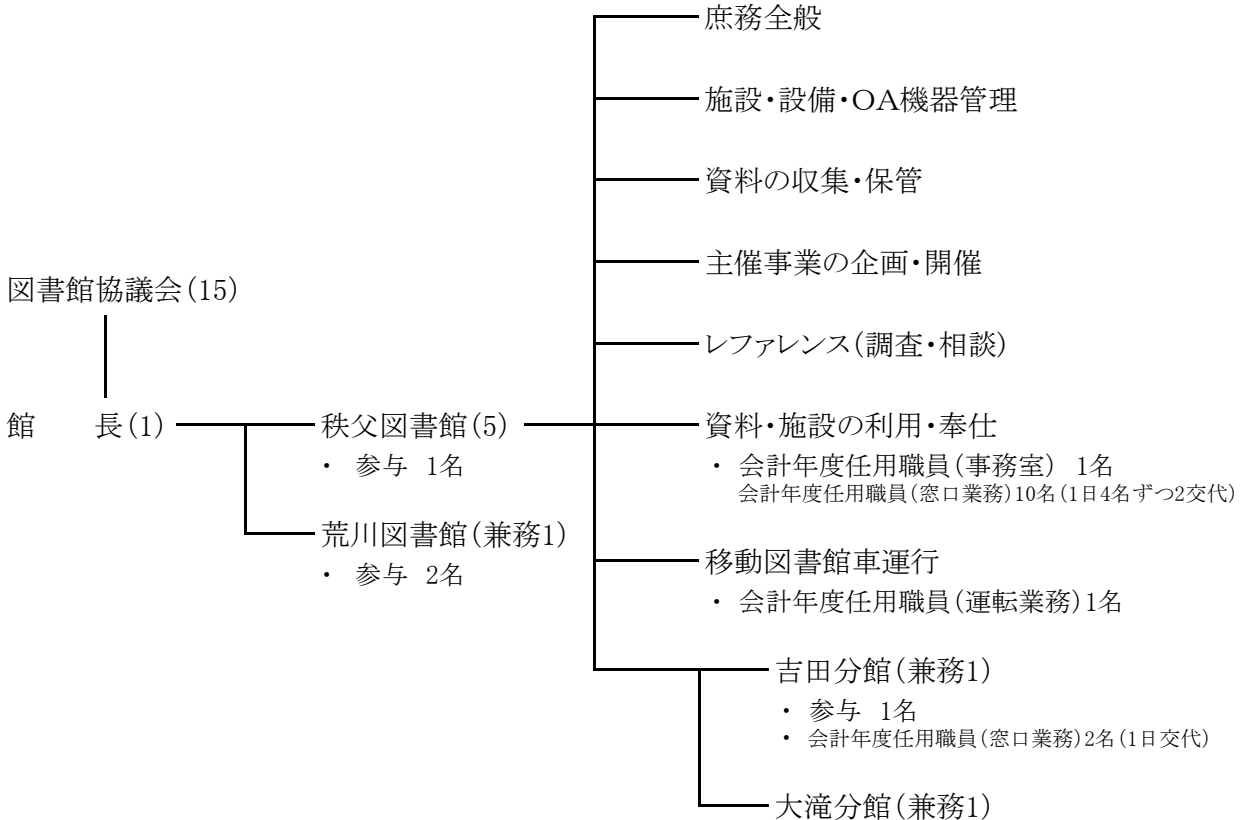 庶務全般
施設・設備・OA機器管理
資料の収集・保管
主催事業の企画・開催
図書館協議会(15)
レファレンス(調査・相談)
館　　長(1)
秩父図書館(5)
・ 参与 1名
資料・施設の利用・奉仕
・ 会計年度任用職員(事務室) 1名
会計年度任用職員(窓口業務)10名(1日4名ずつ2交代)
荒川図書館(兼務1)
・ 参与 2名
移動図書館車運行
・ 会計年度任用職員(運転業務)1名
吉田分館(兼務1)
・ 参与 1名
・ 会計年度任用職員(窓口業務)2名(1日交代)
大滝分館(兼務1)